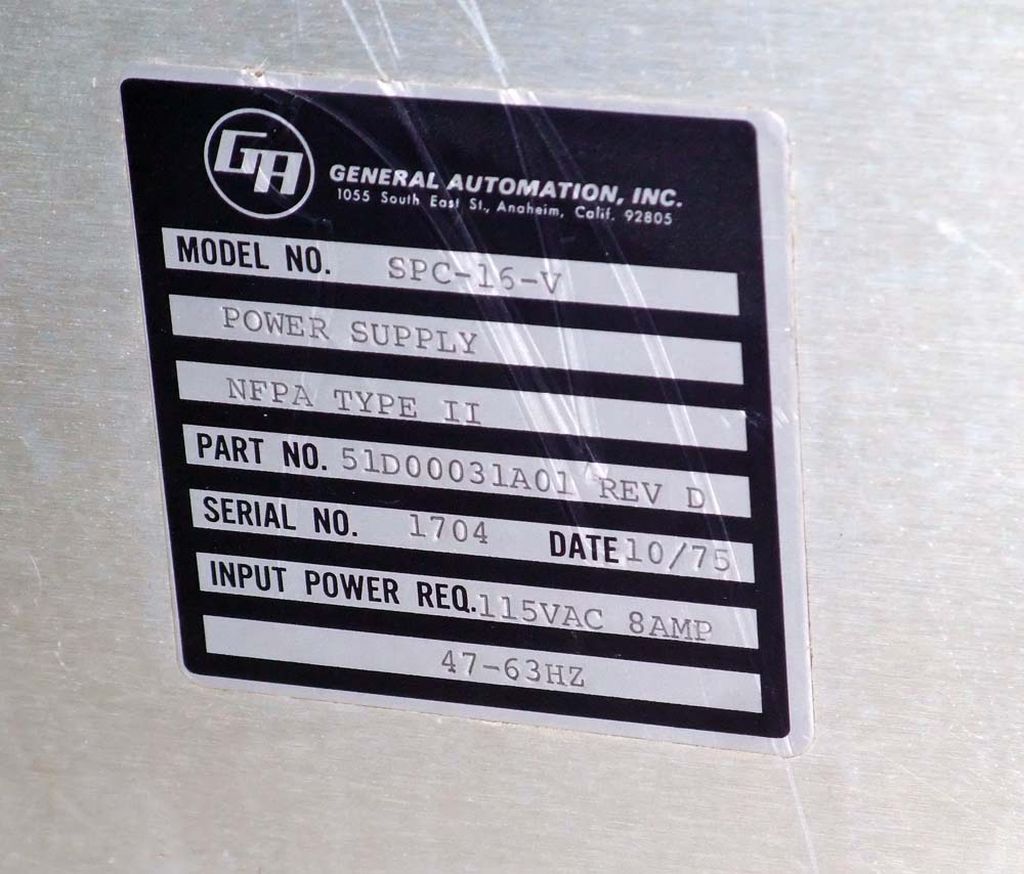 GA
GENERAL AUTOMATION, INC.
1055 South East St., Anaheim, Calif. 92805
MODEL NO. SPC-16-V
POWER SUPPLY
NFPA TYPE II
PART NO. 51D00031A01 REV D
SERIAL NO. 1704 DATE 10/75
INPUT POWER REQ. 115VAC 8AMP
47-63HZ